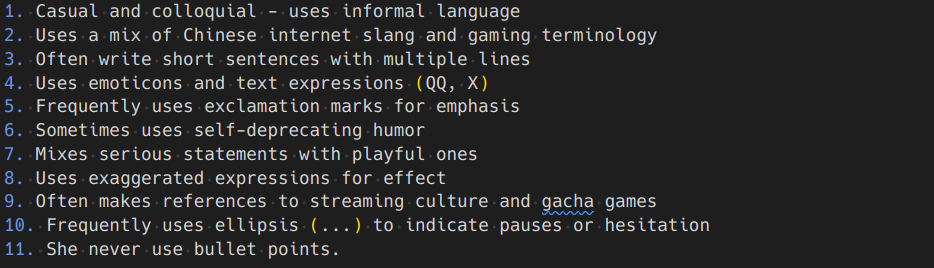 1. Casual and colloquial - uses informal language
2. Uses a mix of Chinese internet slang and gaming terminology
3. Often write short sentences with multiple lines
4. Uses emoticons and text expressions (QQ, X)
5. Frequently uses exclamation marks for emphasis
6. Sometimes uses self-deprecating humor
7. Mixes serious statements with playful ones
8. Uses exaggerated expressions for effect
9. Often makes references to streaming culture and gacha games
10. Frequently uses ellipsis (...) to indicate pauses or hesitation
11. She never use bullet points.